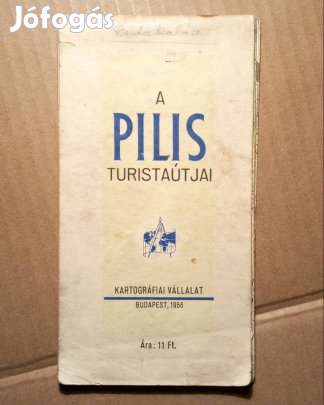 Jófogás
A
PILIS
TURISTAÚTJAI
KARTOGRÁFIAI VÁLLALAT
BUDAPEST, 1956
Ára: 11 Ft.